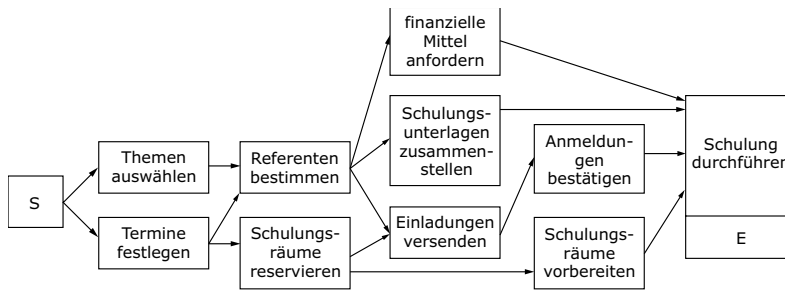 finanzielle
Mittel
anfordern
Schulungs-
unterlagen
zusammen-
stellen
Anmeldun-
gen
bestätigen
Schulung
durchführen
Themen
auswählen
Referenten
bestimmen
S
Termine
festlegen
Schulungs-
räume
reservieren
Einladungen
versenden
Schulungs-
räume
vorbereiten
E